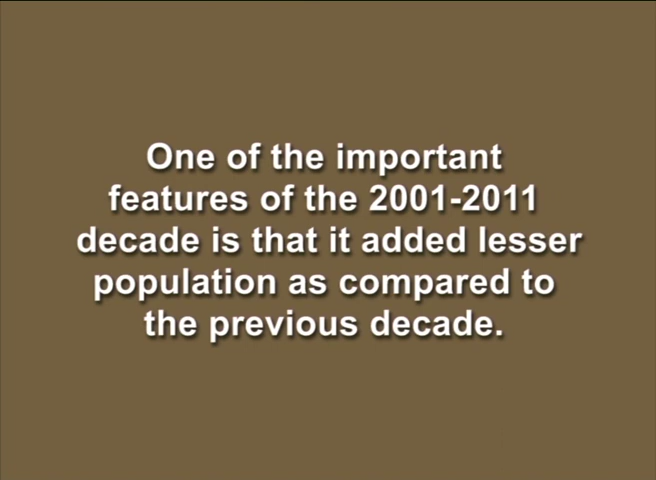 One of the important
features of the 2001-2011
decade is that it added lesser
population as compared to
the previous decade.